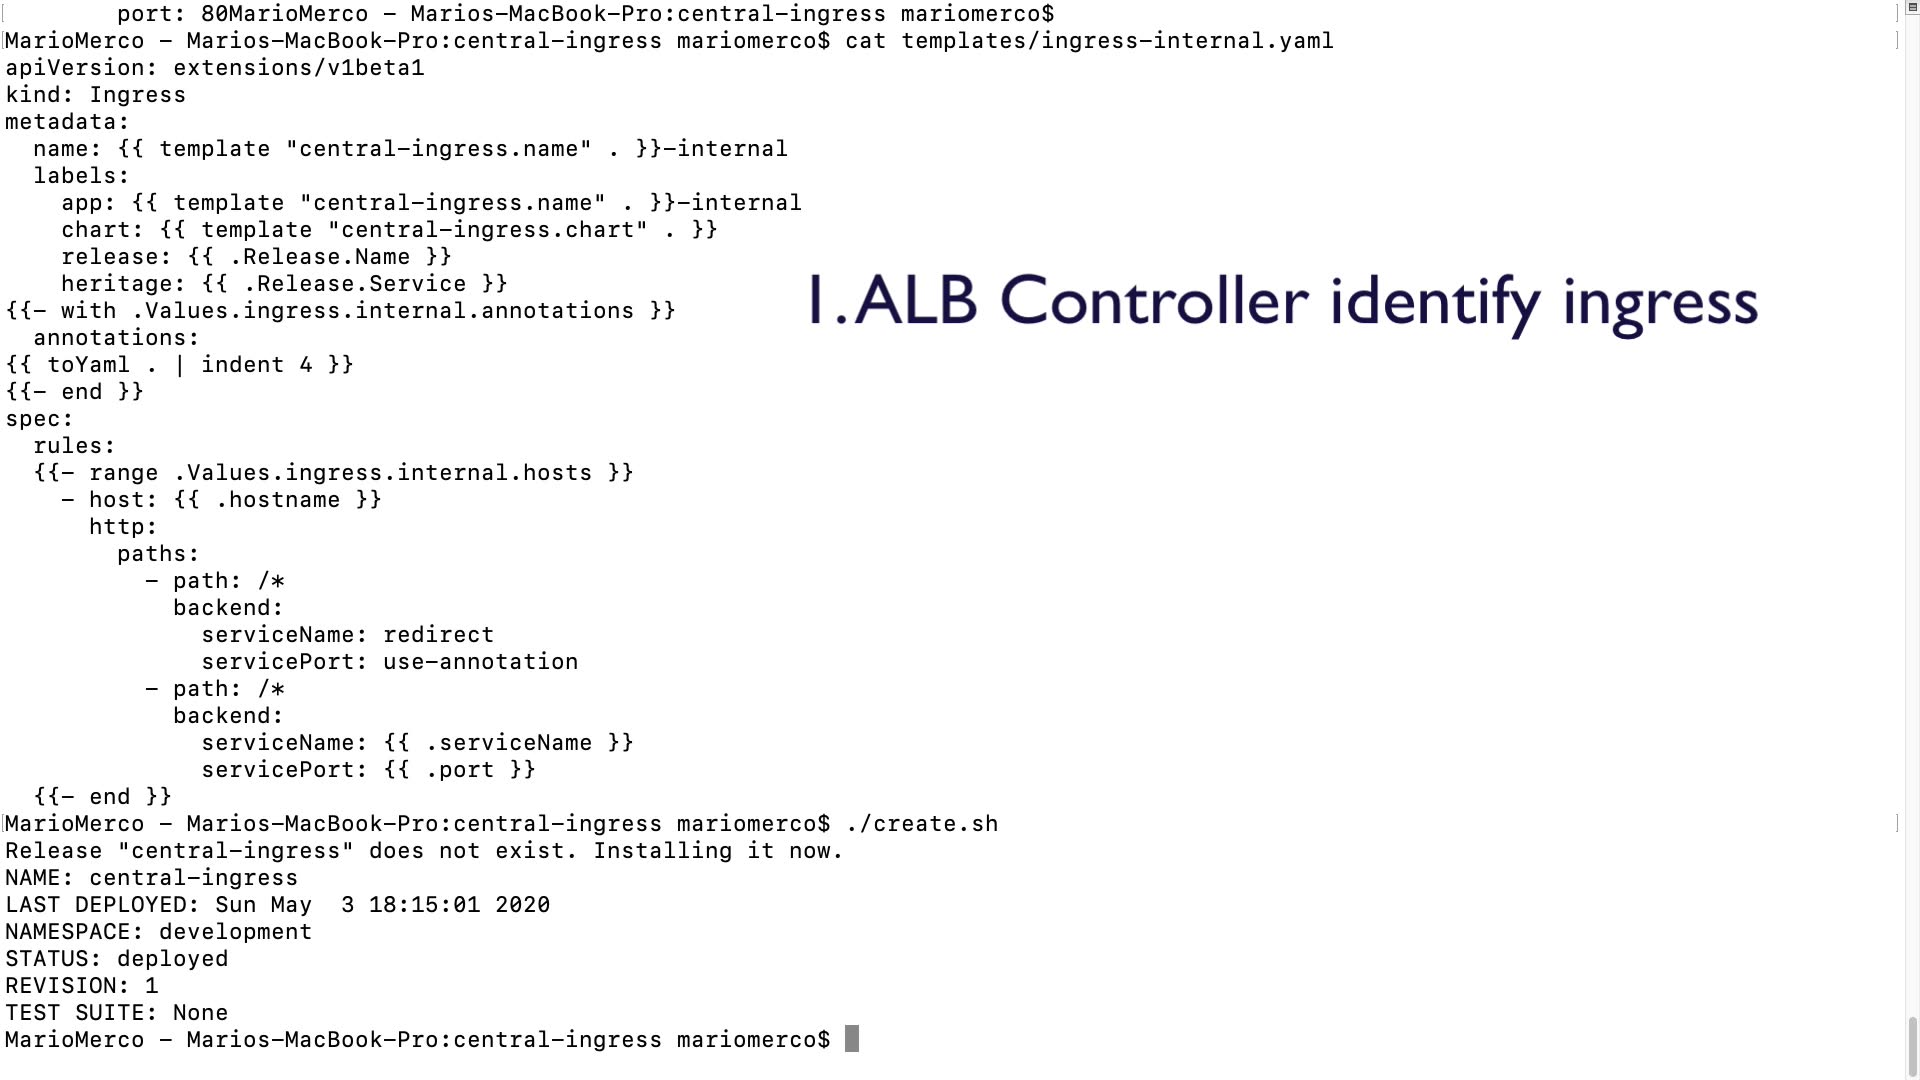 port: 80MarioMerco - Marios-MacBook-Pro:central-ingress mariomerco$
MarioMerco - Marios-MacBook-Pro:central-ingress mariomerco$ cat templates/ingress-internal.yaml
apiVersion: extensions/v1beta1
kind: Ingress
metadata:
  name: {{ template "central-ingress.name" . }}-internal
  labels:
    app: {{ template "central-ingress.name" . }}-internal
    chart: {{ template "central-ingress.chart" . }}
    release: {{ .Release.Name }}
    heritage: {{ .Release.Service }}
1.ALB Controller identify ingress
{{- with .Values.ingress.internal.annotations }}
  annotations:
{{ toYaml . | indent 4 }}
{{- end }}
spec:
  rules:
  {{- range .Values.ingress.internal.hosts }}
    - host: {{ .hostname }}
      http:
        paths:
          - path: /*
            backend:
              serviceName: redirect
              servicePort: use-annotation
          - path: /*
            backend:
              serviceName: {{ .serviceName }}
              servicePort: {{ .port }}
  {{- end }}
MarioMerco - Marios-MacBook-Pro:central-ingress mariomerco$ ./create.sh
Release "central-ingress" does not exist. Installing it now.
NAME: central-ingress
LAST DEPLOYED: Sun May  3 18:15:01 2020
NAMESPACE: development
STATUS: deployed
REVISION: 1
TEST SUITE: None
MarioMerco - Marios-MacBook-Pro:central-ingress mariomerco$